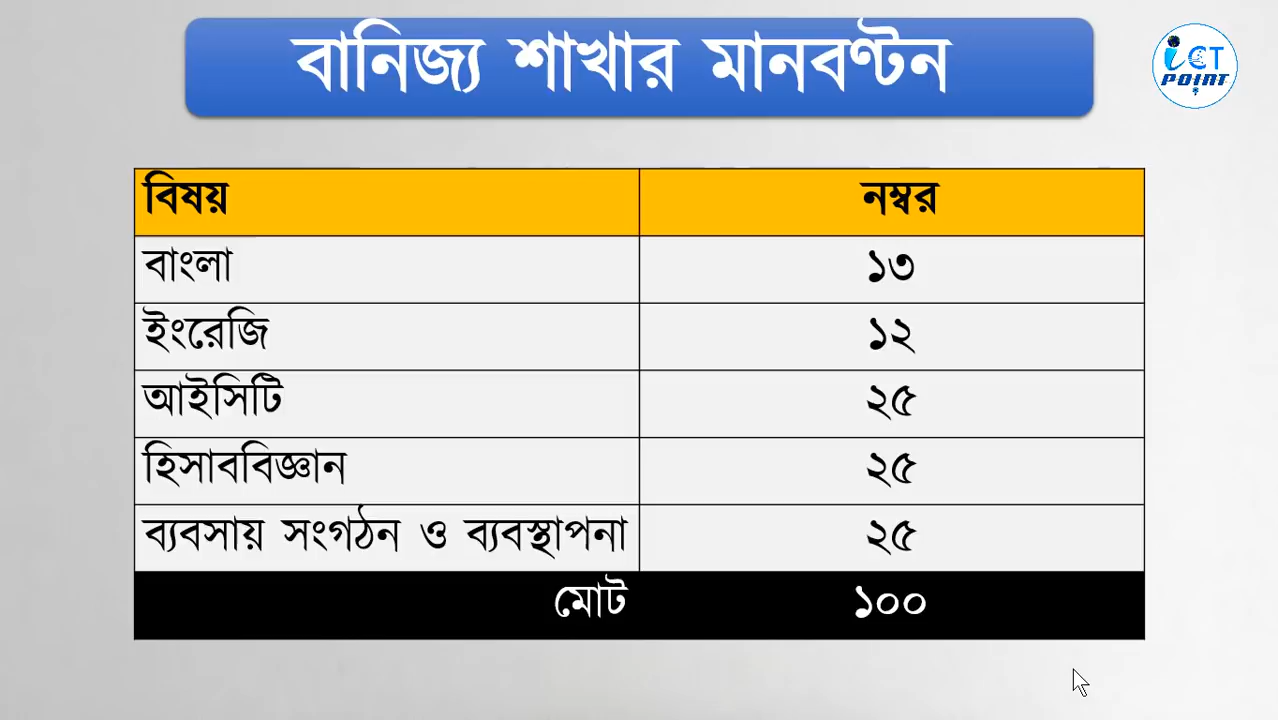 বানিজ্য শাখার মানবণ্টন
iCT
POINT
বিষয় নম্বর
বাংলা ১৩
ইংরেজি ১২
আইসিটি ২৫
হিসাববিজ্ঞান ২৫
ব্যবসায় সংগঠন ও ব্যবস্থাপনা ২৫
মোট ১০০